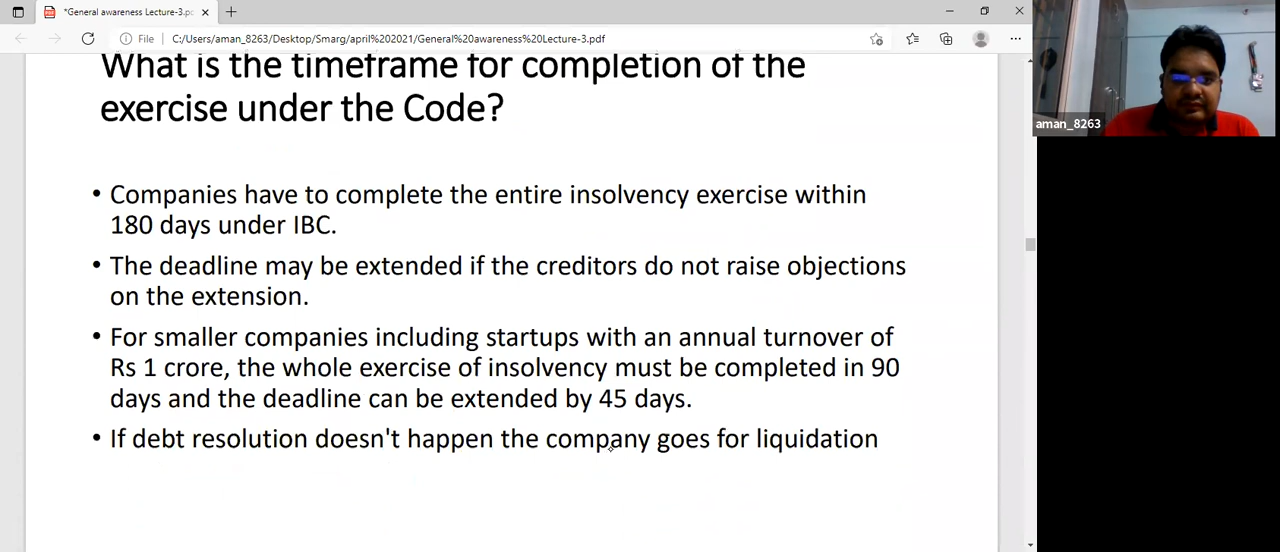 *General awareness Lecture-3.pd
File
C:/Users/aman_8263/Desktop/Smarg/april%202021/General%20awareness%20Lecture-3.pdf
What is the timeframe for completion of the
exercise under the Code?
• Companies have to complete the entire insolvency exercise within
180 days under IBC.
• The deadline may be extended if the creditors do not raise objections
on the extension.
• For smaller companies including startups with an annual turnover of
Rs 1 crore, the whole exercise of insolvency must be completed in 90
days and the deadline can be extended by 45 days.
• If debt resolution doesn't happen the company goes for liquidation
aman_8263